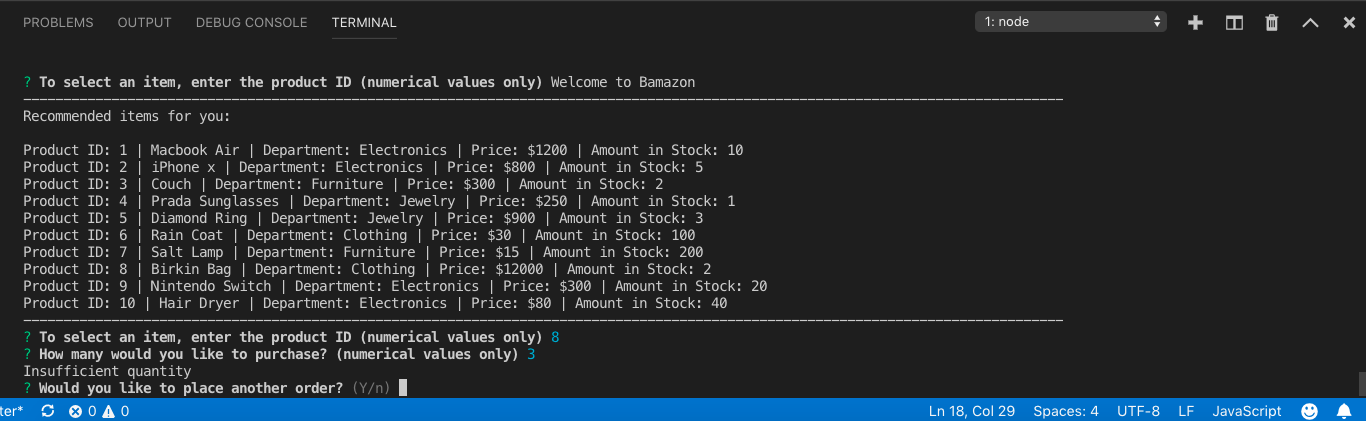 PROBLEMS OUTPUT DEBUG CONSOLE TERMINAL 1: node
? To select an item, enter the product ID (numerical values only) Welcome to Bamazon
Recommended items for you:
Product ID: 1 | Macbook Air | Department: Electronics | Price: $1200 | Amount in Stock: 10
Product ID: 2 | iPhone x | Department: Electronics | Price: $800 | Amount in Stock: 5
Product ID: 3 | Couch | Department: Furniture | Price: $300 | Amount in Stock: 2
Product ID: 4 | Prada Sunglasses | Department: Jewelry | Price: $250 | Amount in Stock: 1
Product ID: 5 | Diamond Ring | Department: Jewelry | Price: $900 | Amount in Stock: 3
Product ID: 6 | Rain Coat | Department: Clothing | Price: $30 | Amount in Stock: 100
Product ID: 7 | Salt Lamp | Department: Furniture | Price: $15 | Amount in Stock: 200
Product ID: 8 | Birkin Bag | Department: Clothing | Price: $12000 | Amount in Stock: 2
Product ID: 9 | Nintendo Switch | Department: Electronics | Price: $300 | Amount in Stock: 20
Product ID: 10 | Hair Dryer | Department: Electronics | Price: $80 | Amount in Stock: 40
? To select an item, enter the product ID (numerical values only) 8
? How many would you like to purchase? (numerical values only) 3
Insufficient quantity
? Would you like to place another order? (Y/n)
ter* 0 0 Ln 18, Col 29 Spaces: 4 UTF-8 LF JavaScript